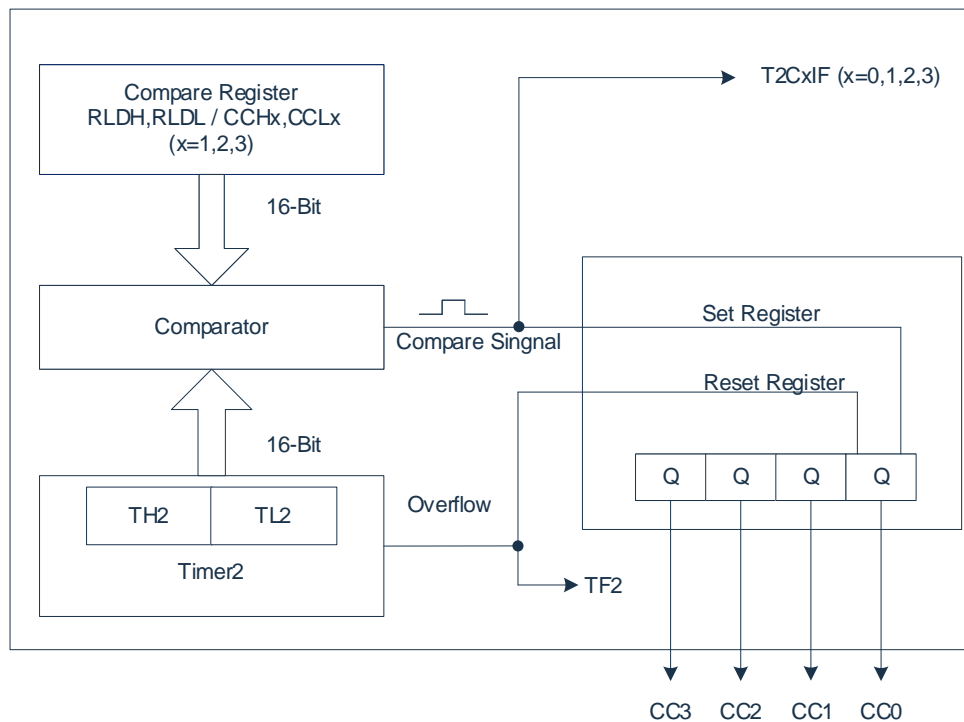 Compare Register
RLDH,RLDL / CCHx,CCLx
(x=1,2,3)
T2CxIF (x=0,1,2,3)
16-Bit
Comparator
Compare Singnal
Set Register
Reset Register
16-Bit
TH2
TL2
Timer2
Overflow
TF2
Q
Q
Q
Q
CC3
CC2
CC1
CC0